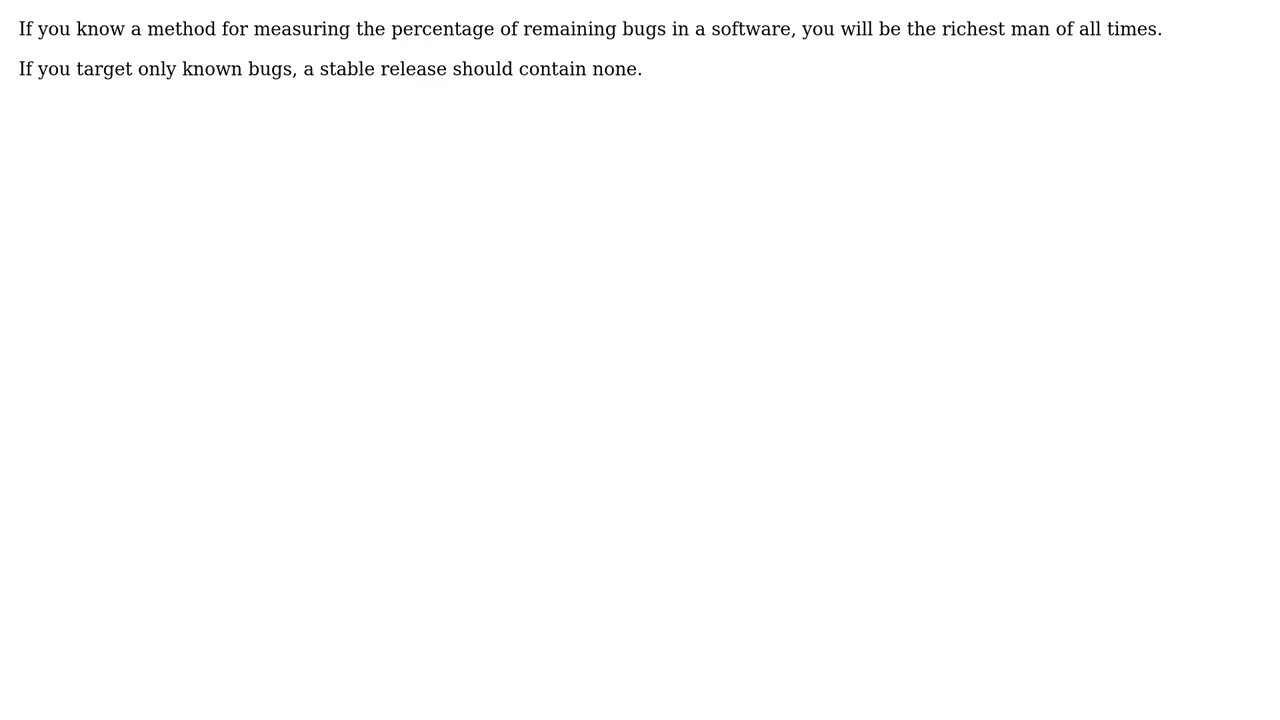 If you know a method for measuring the percentage of remaining bugs in a software, you will be the richest man of all times.
If you target only known bugs, a stable release should contain none.